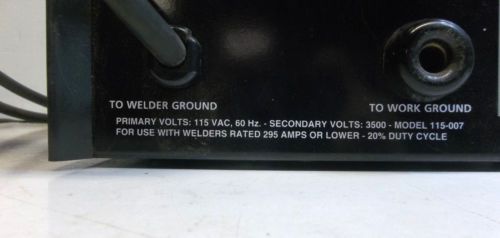 TO WELDER GROUND
TO WORK GROUND
PRIMARY VOLTS: 115 VAC, 60 Hz. - SECONDARY VOLTS: 3500 - MODEL 115-007
FOR USE WITH WELDERS RATED 295 AMPS OR LOWER - 20% DUTY CYCLE